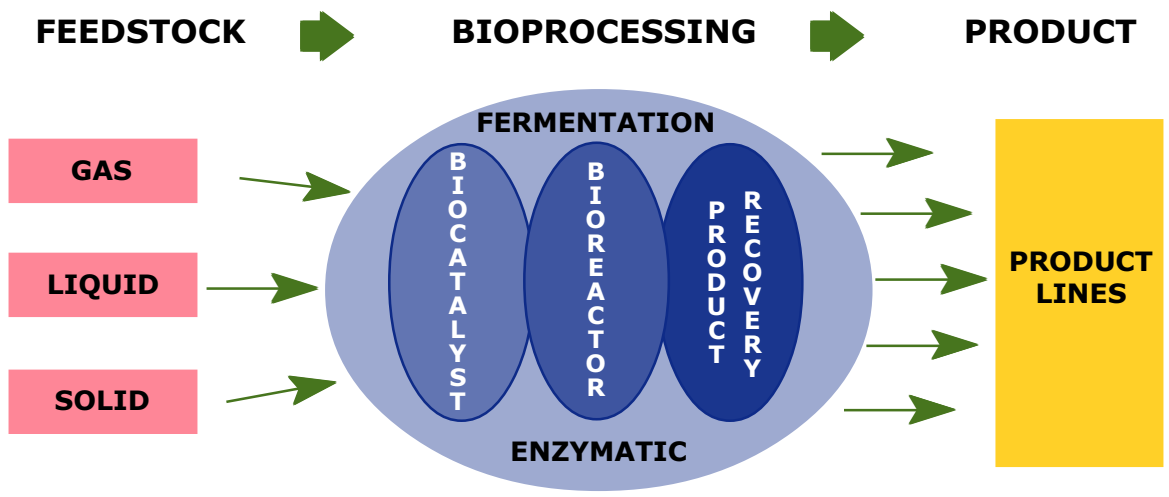 FEEDSTOCK
BIOPROCESSING
PRODUCT
GAS
LIQUID
SOLID
FERMENTATION
BIOCATALYST
BIOREACTOR
PRODUCT
RECOVERY
ENZYMATIC
PRODUCT
LINES